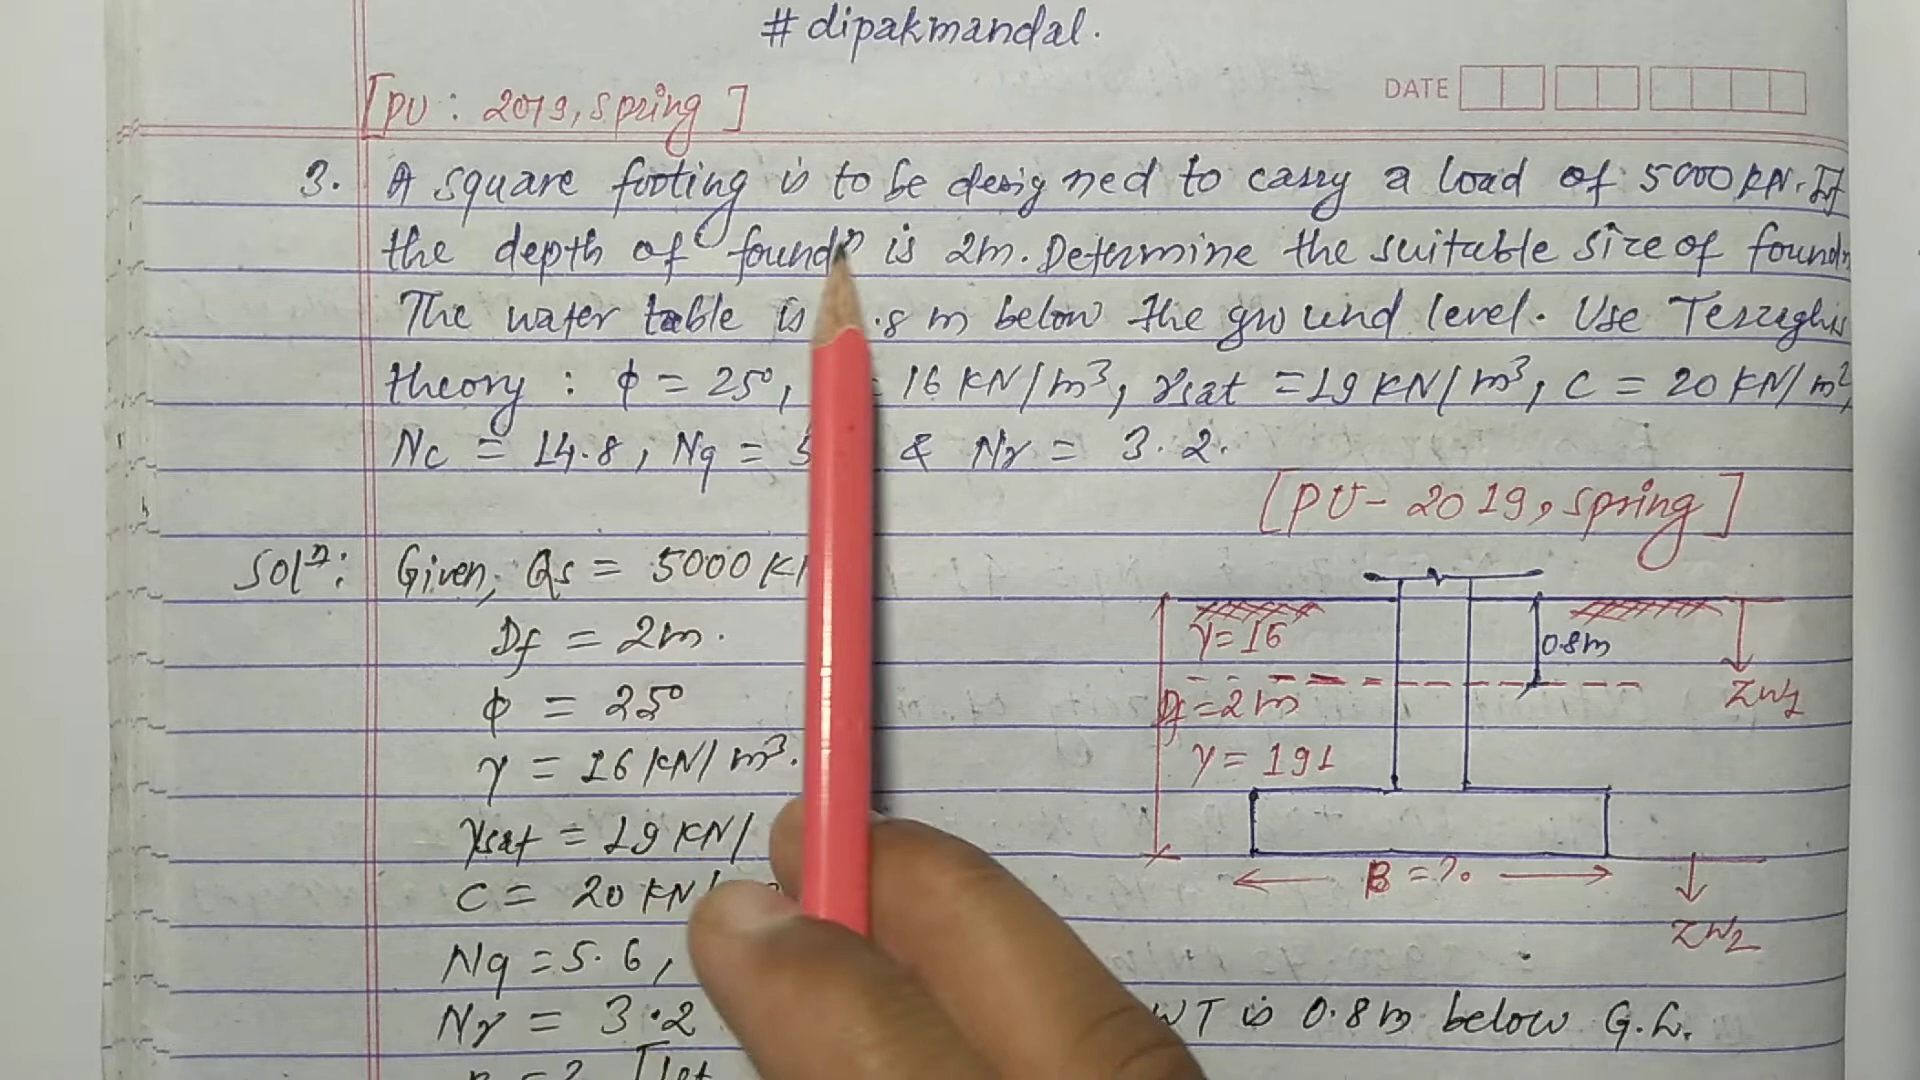 #dipakmandal.
[PU: 2019, spring]
DATE
3. A square footing is to be designed to carry a load of 5000 KN. If
the depth of foundn is 2m. Determine the suitable size of foundn
The water table is .8 m below the ground level. Use Terzaghis
theory : ϕ = 25°, = 16 KN/m³, γsat = 19 KN/m³, C = 20 KN/m²,
Nc = 14.8, Nq = 5 & Nγ = 3.2.
[PU- 2019, spring]
Solⁿ: Given, Qs = 5000 K
Df = 2m.
ϕ = 25°
γ = 16 KN/m³.
γsat = 19 KN/
C = 20 KN/
Nq = 5.6,
Nγ = 3.2
γ = 16
0.8m
Zw1
Df = 2m
γ = 19
B = ?
Zw2
WT is 0.8m below G.L.